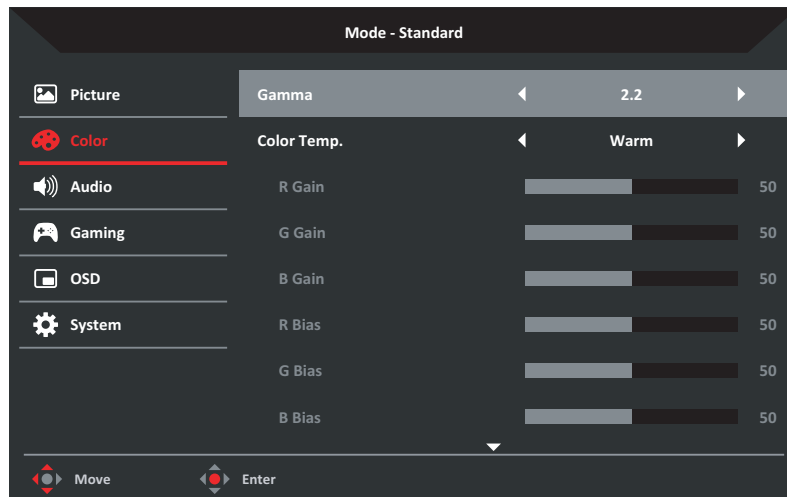 Mode - Standard
Picture
Color
Audio
Gaming
OSD
System
Gamma 2.2
Color Temp. Warm
R Gain 50
G Gain 50
B Gain 50
R Bias 50
G Bias 50
B Bias 50
Move Enter